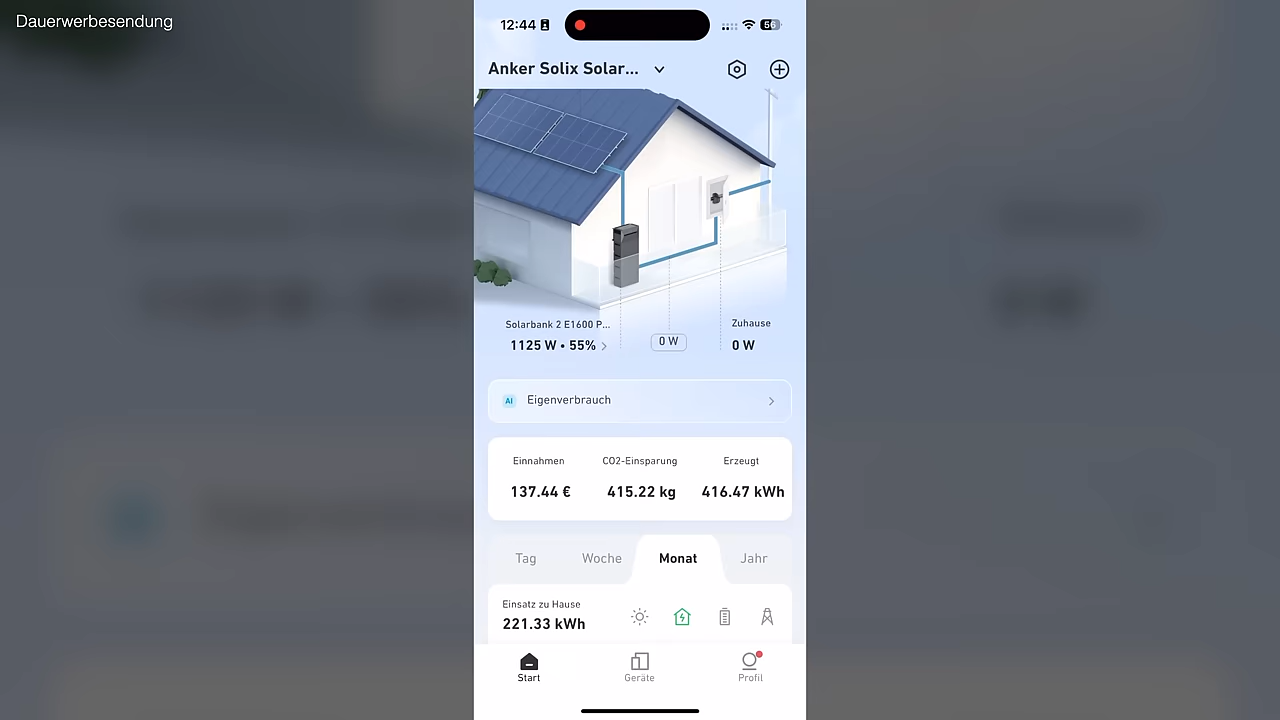 Dauerwerbesendung
12:44
56
Anker Solix Solar...
Solarbank 2 E1600 P...
1125 W • 55%
0 W
Zuhause
0 W
AI Eigenverbrauch
Einnahmen CO2-Einsparung Erzeugt
137.44 € 415.22 kg 416.47 kWh
Tag Woche Monat Jahr
Einsatz zu Hause
221.33 kWh
Start Geräte Profil